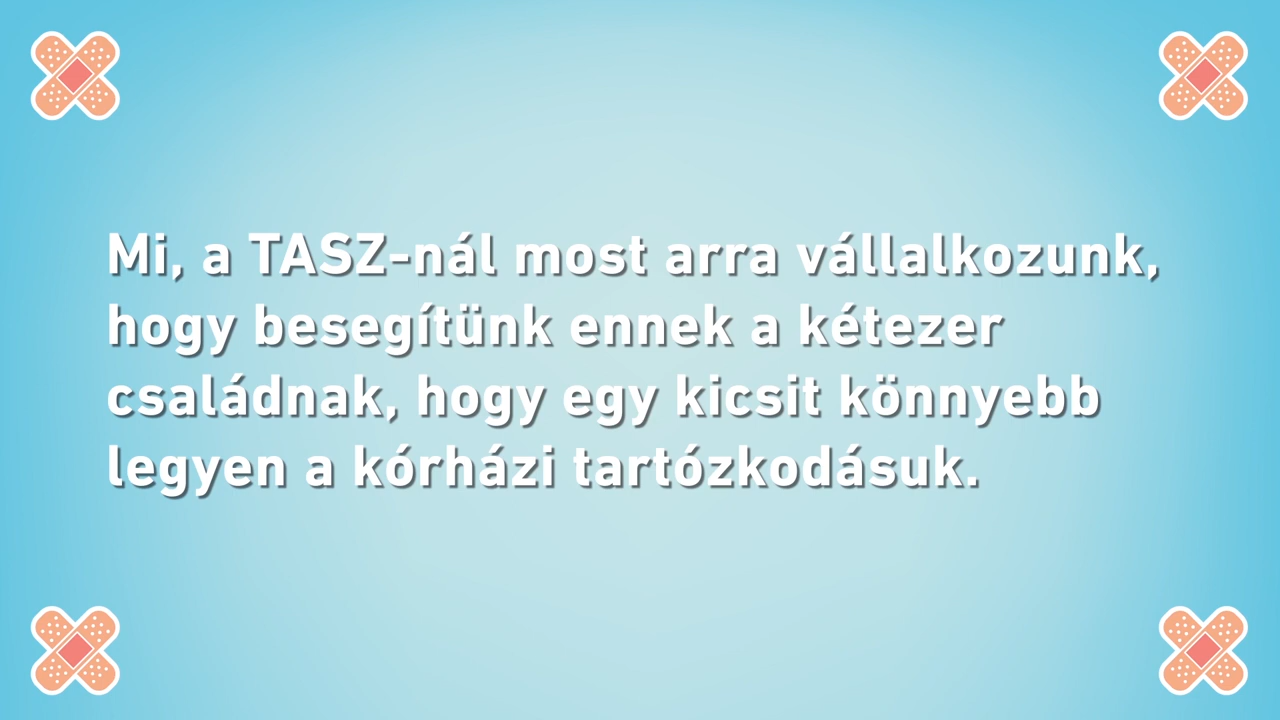 Mi, a TASZ-nál most arra vállalkozunk,
hogy besegítünk ennek a kétezer
családnak, hogy egy kicsit könnyebb
legyen a kórházi tartózkodásuk.